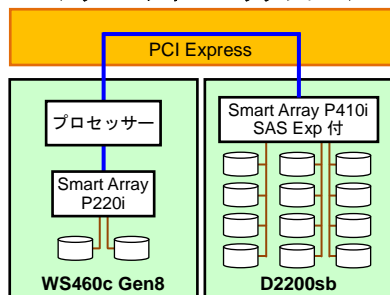 PCI Express
プロセッサー
Smart Array
P220i
WS460c Gen8
Smart Array P410i
SAS Exp 付
D2200sb